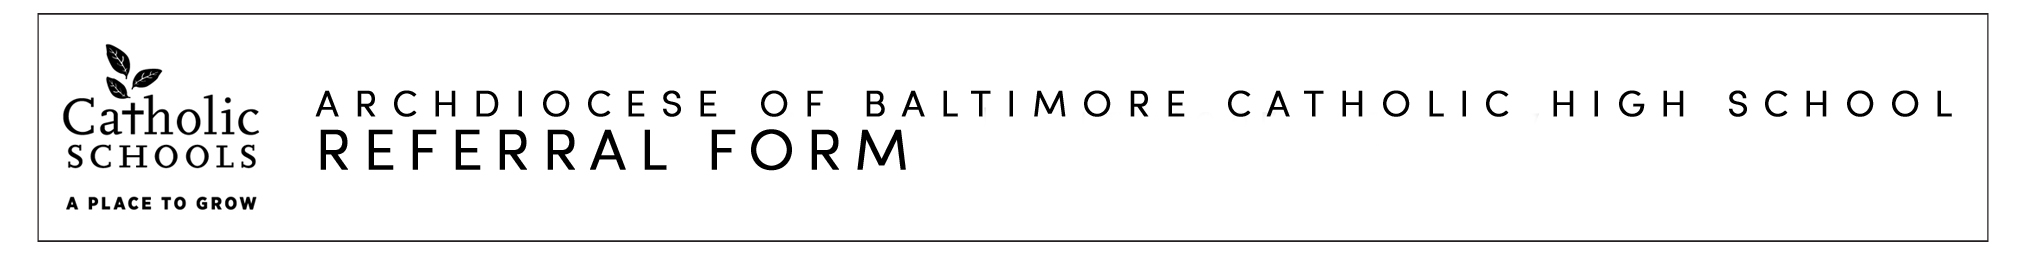 Catholic
SCHOOLS
A PLACE TO GROW
ARCHDIOCESE OF BALTIMORE CATHOLIC HIGH SCHOOL
REFERRAL FORM